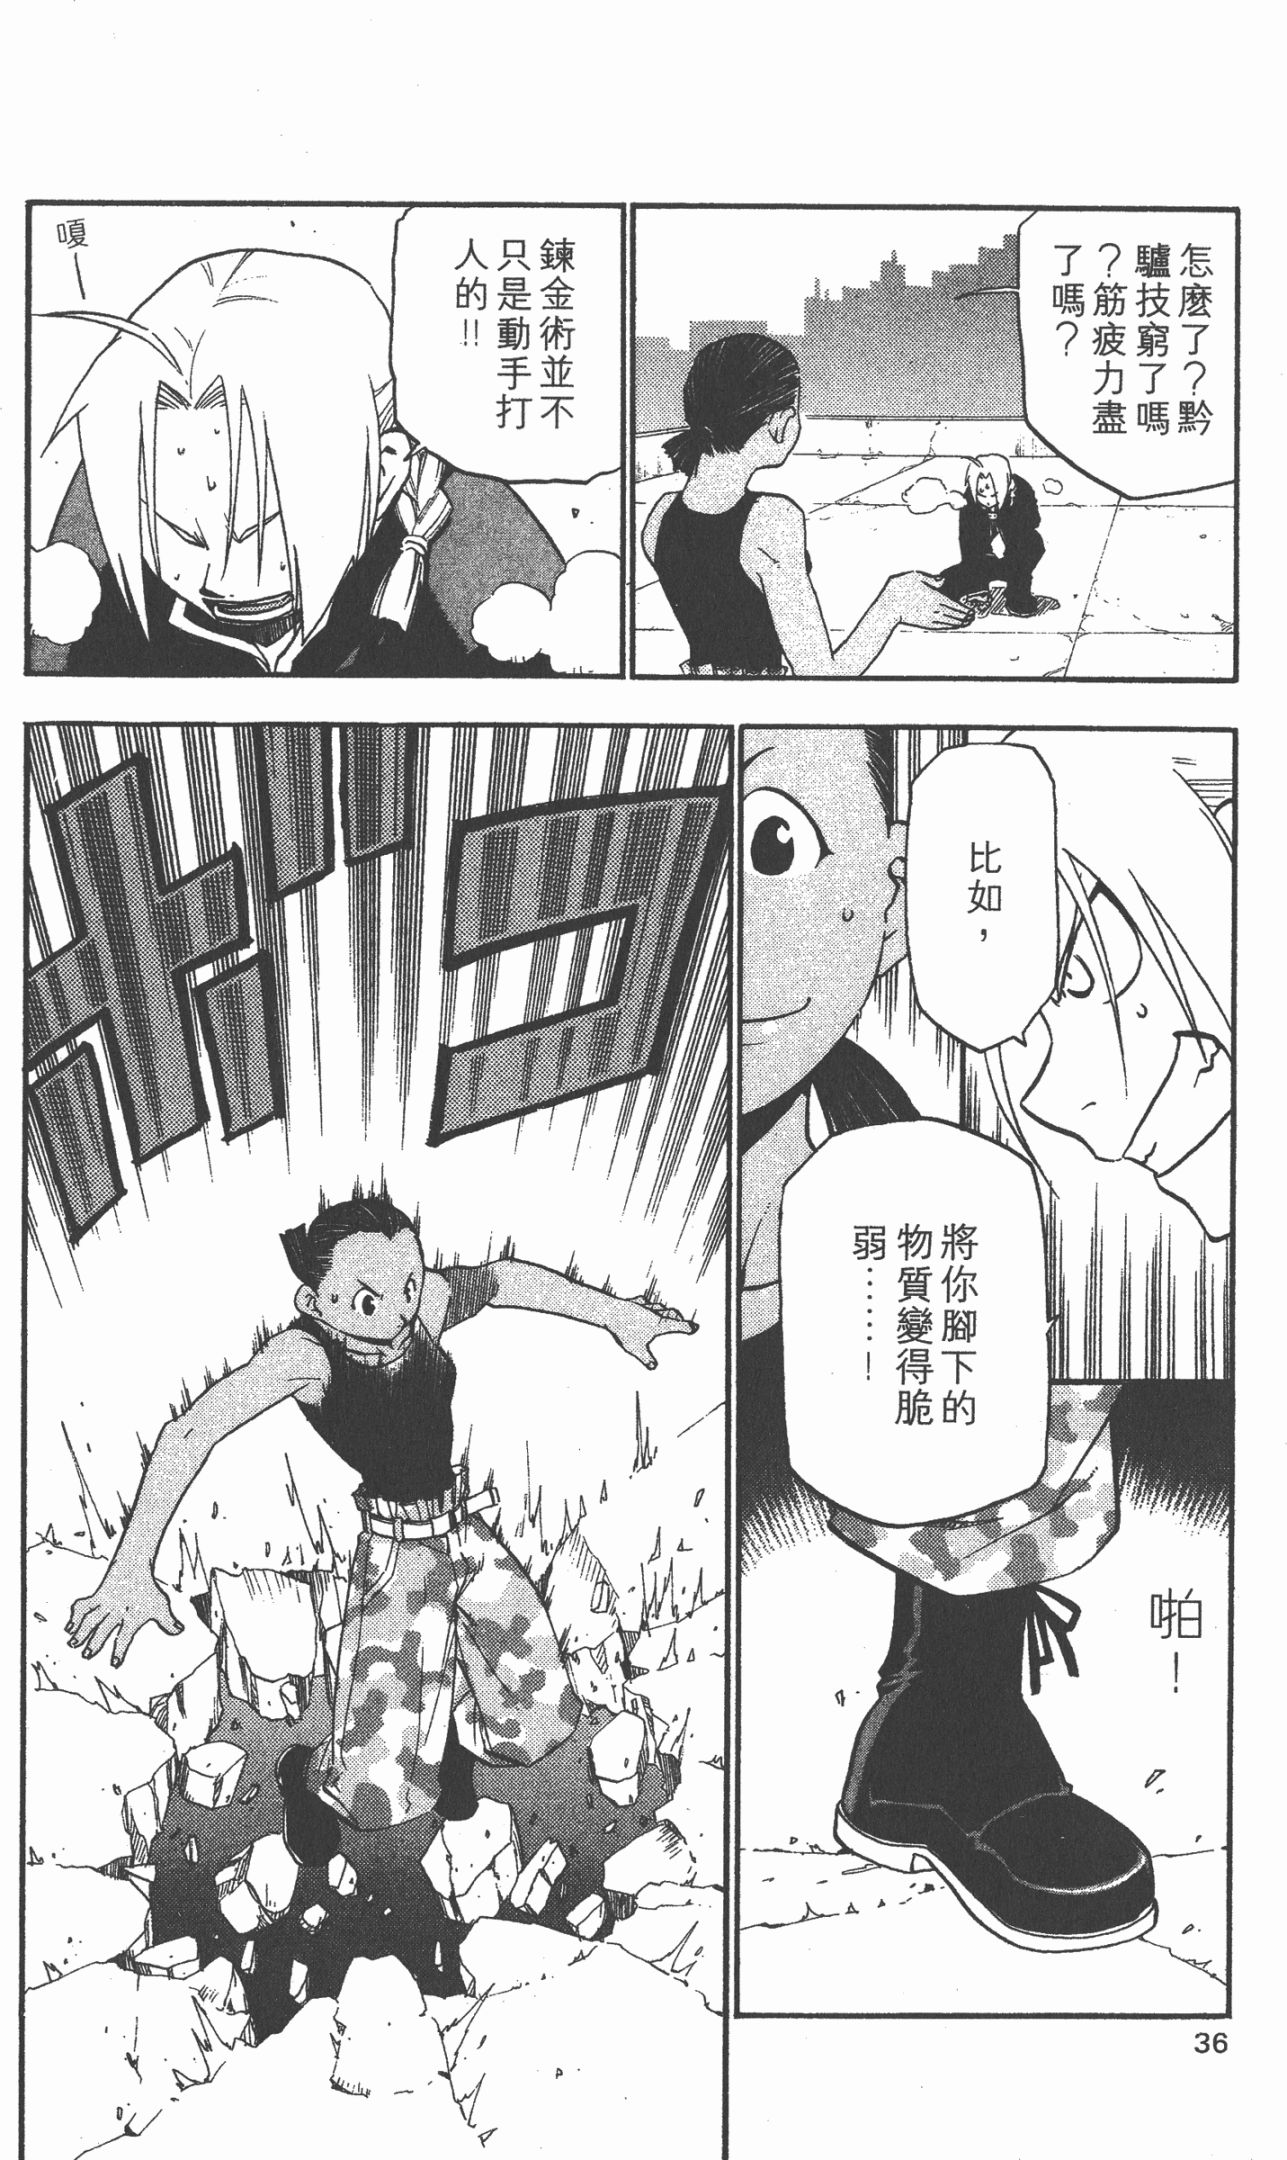 怎麼了？黔
驢技窮了嗎
？筋疲力盡
了嗎？
鍊金術並不
只是動手打
人的!!
嗄
比如，
將你腳下的
物質變得脆
弱……！
啪！
ボコ
36